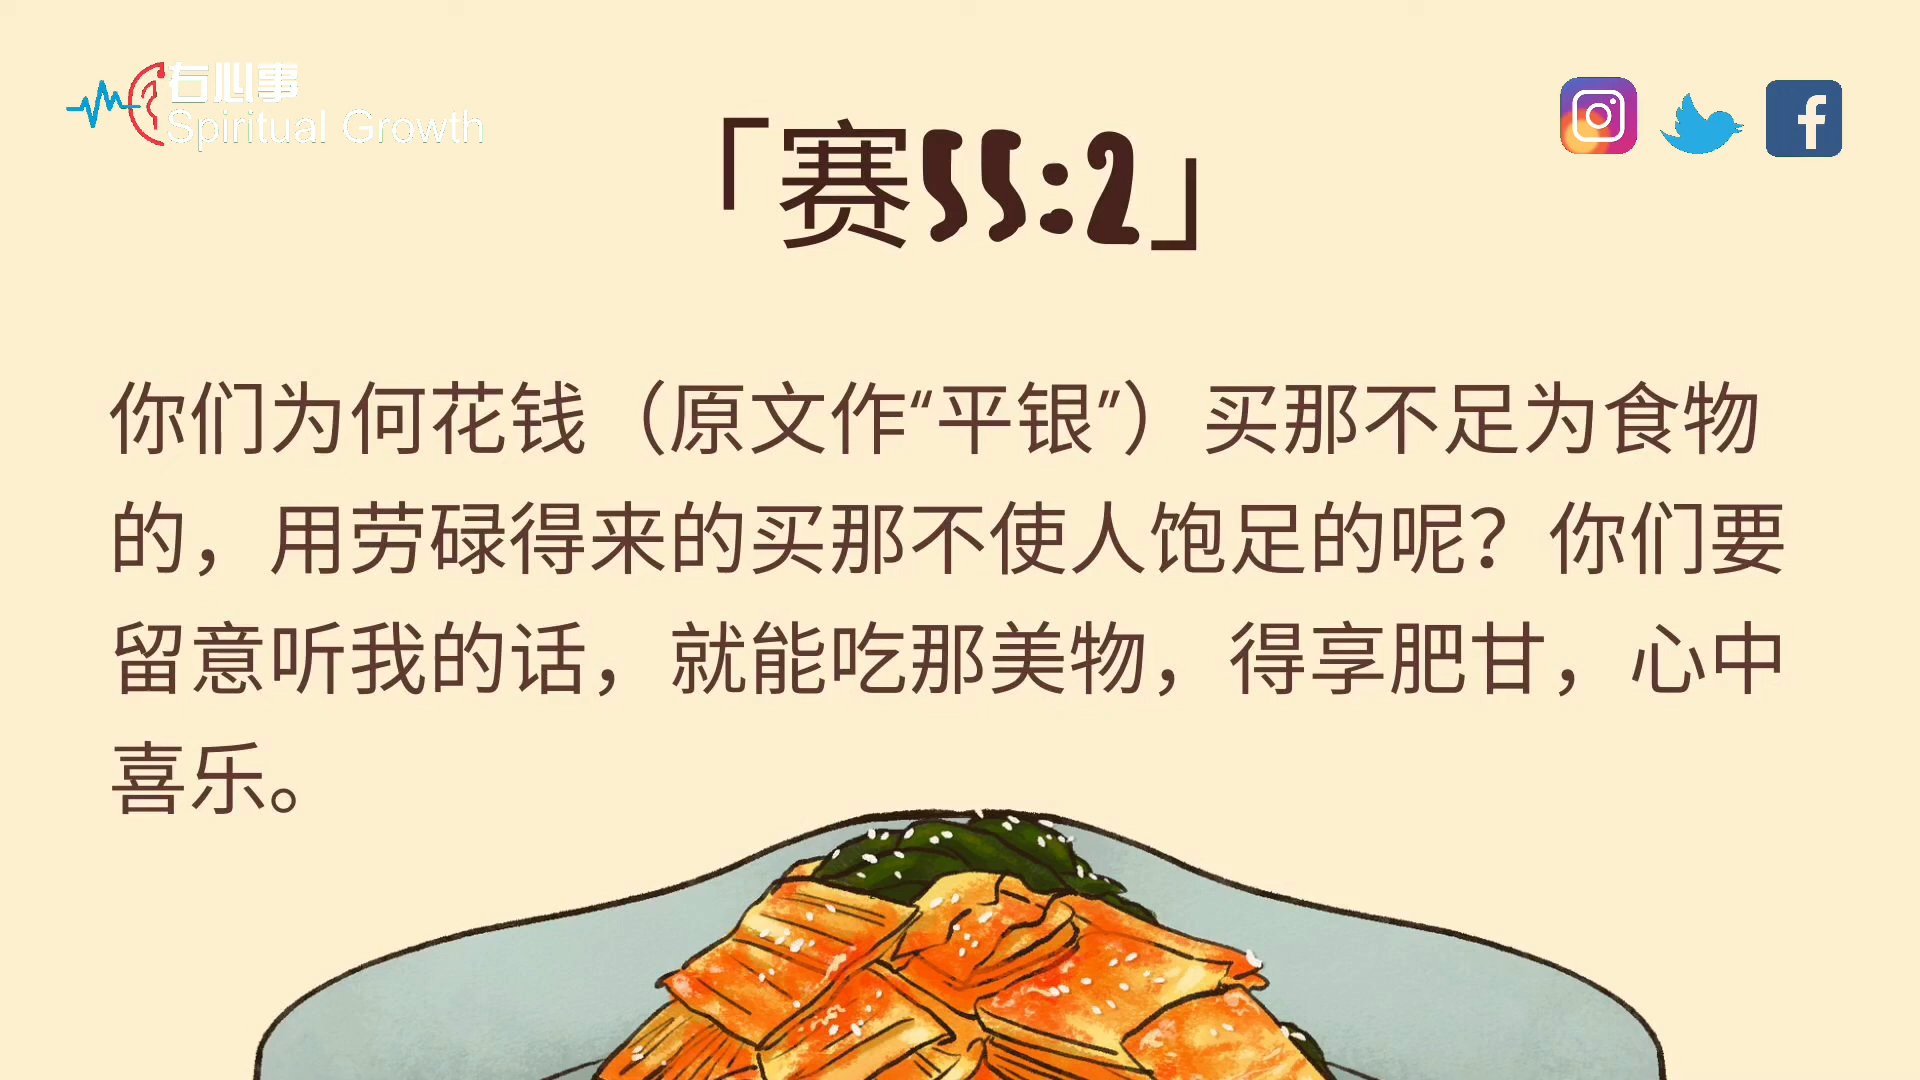 右心事
Spiritual Growth
「赛55:2」
你们为何花钱（原文作“平银”）买那不足为食物
的，用劳碌得来的买那不使人饱足的呢？你们要
留意听我的话，就能吃那美物，得享肥甘，心中
喜乐。